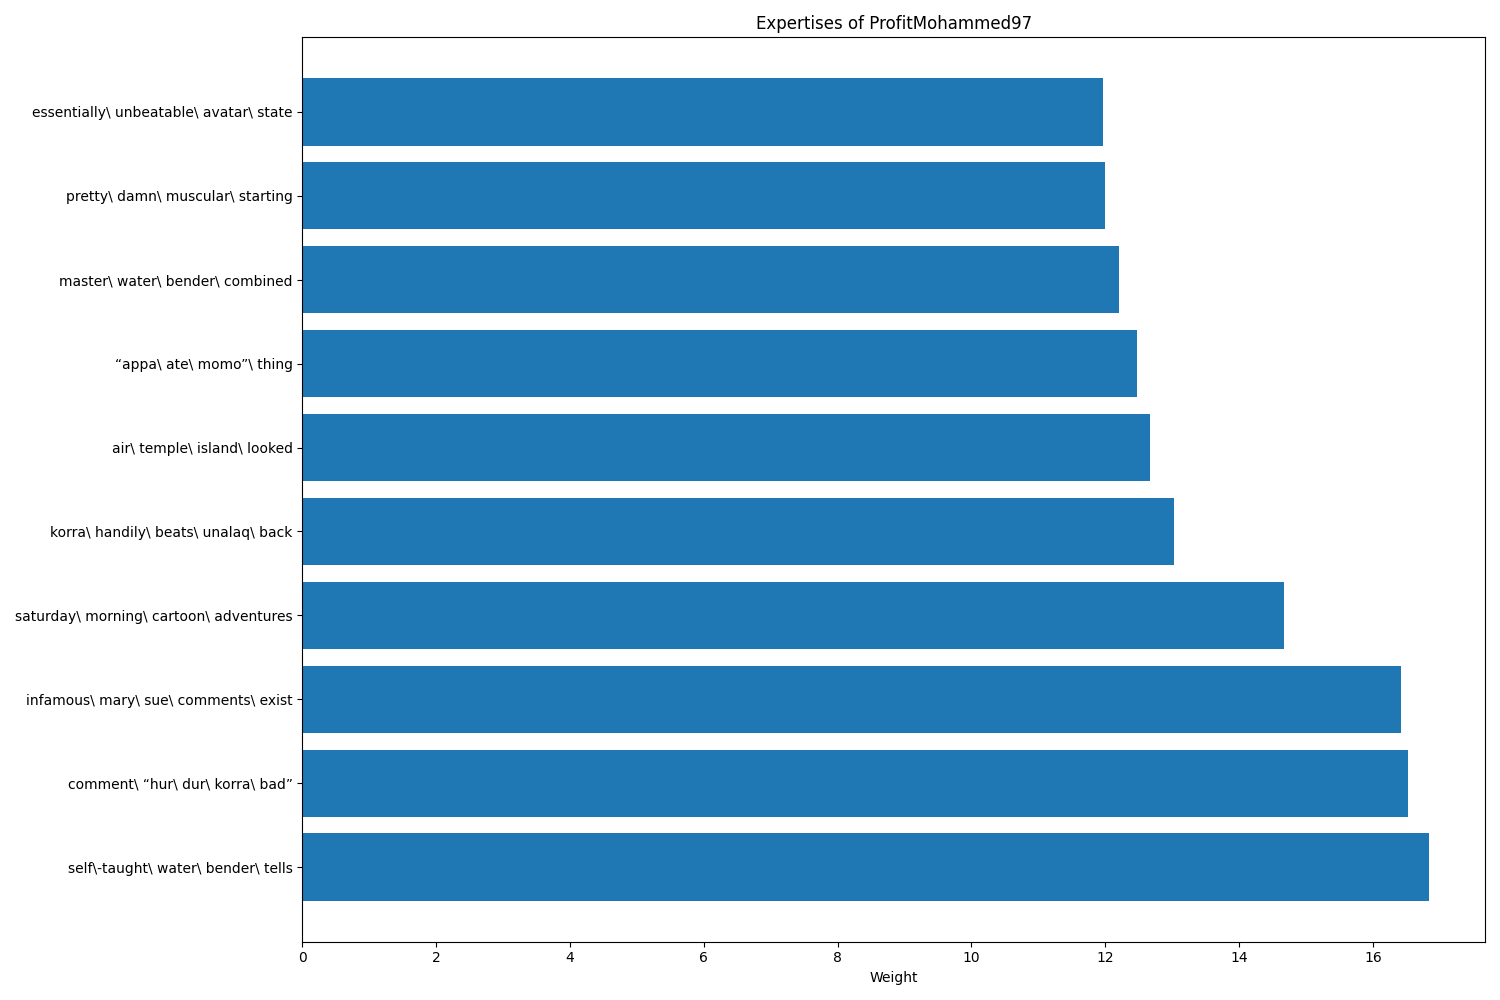 Expertises of ProfitMohammed97
essentially\ unbeatable\ avatar\ state
pretty\ damn\ muscular\ starting
master\ water\ bender\ combined
“appa\ ate\ momo”\ thing
air\ temple\ island\ looked
korra\ handily\ beats\ unalaq\ back
saturday\ morning\ cartoon\ adventures
infamous\ mary\ sue\ comments\ exist
comment\ “hur\ dur\ korra\ bad”
self\-taught\ water\ bender\ tells
0 2 4 6 8 10 12 14 16
Weight